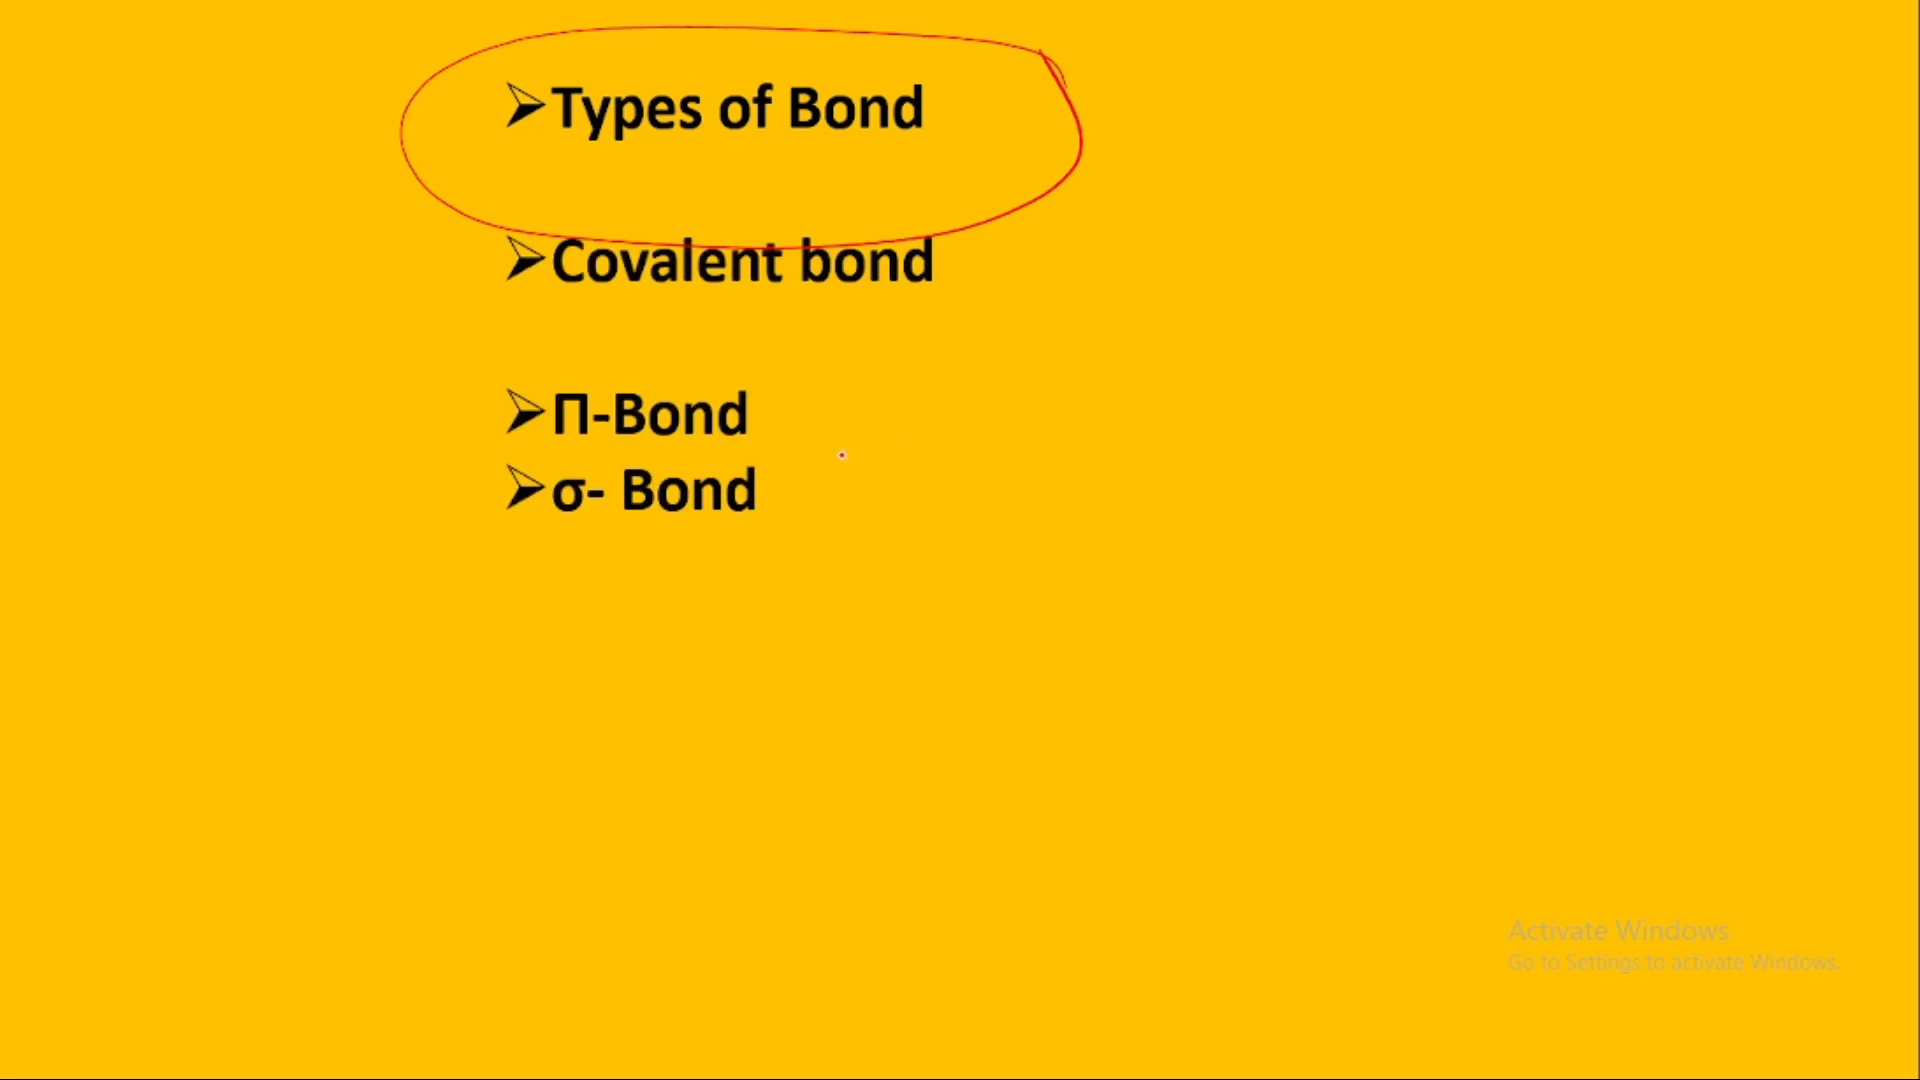 ➢Types of Bond
➢Covalent bond
➢Π-Bond
➢σ- Bond
Activate Windows
Go to Settings to activate Windows.